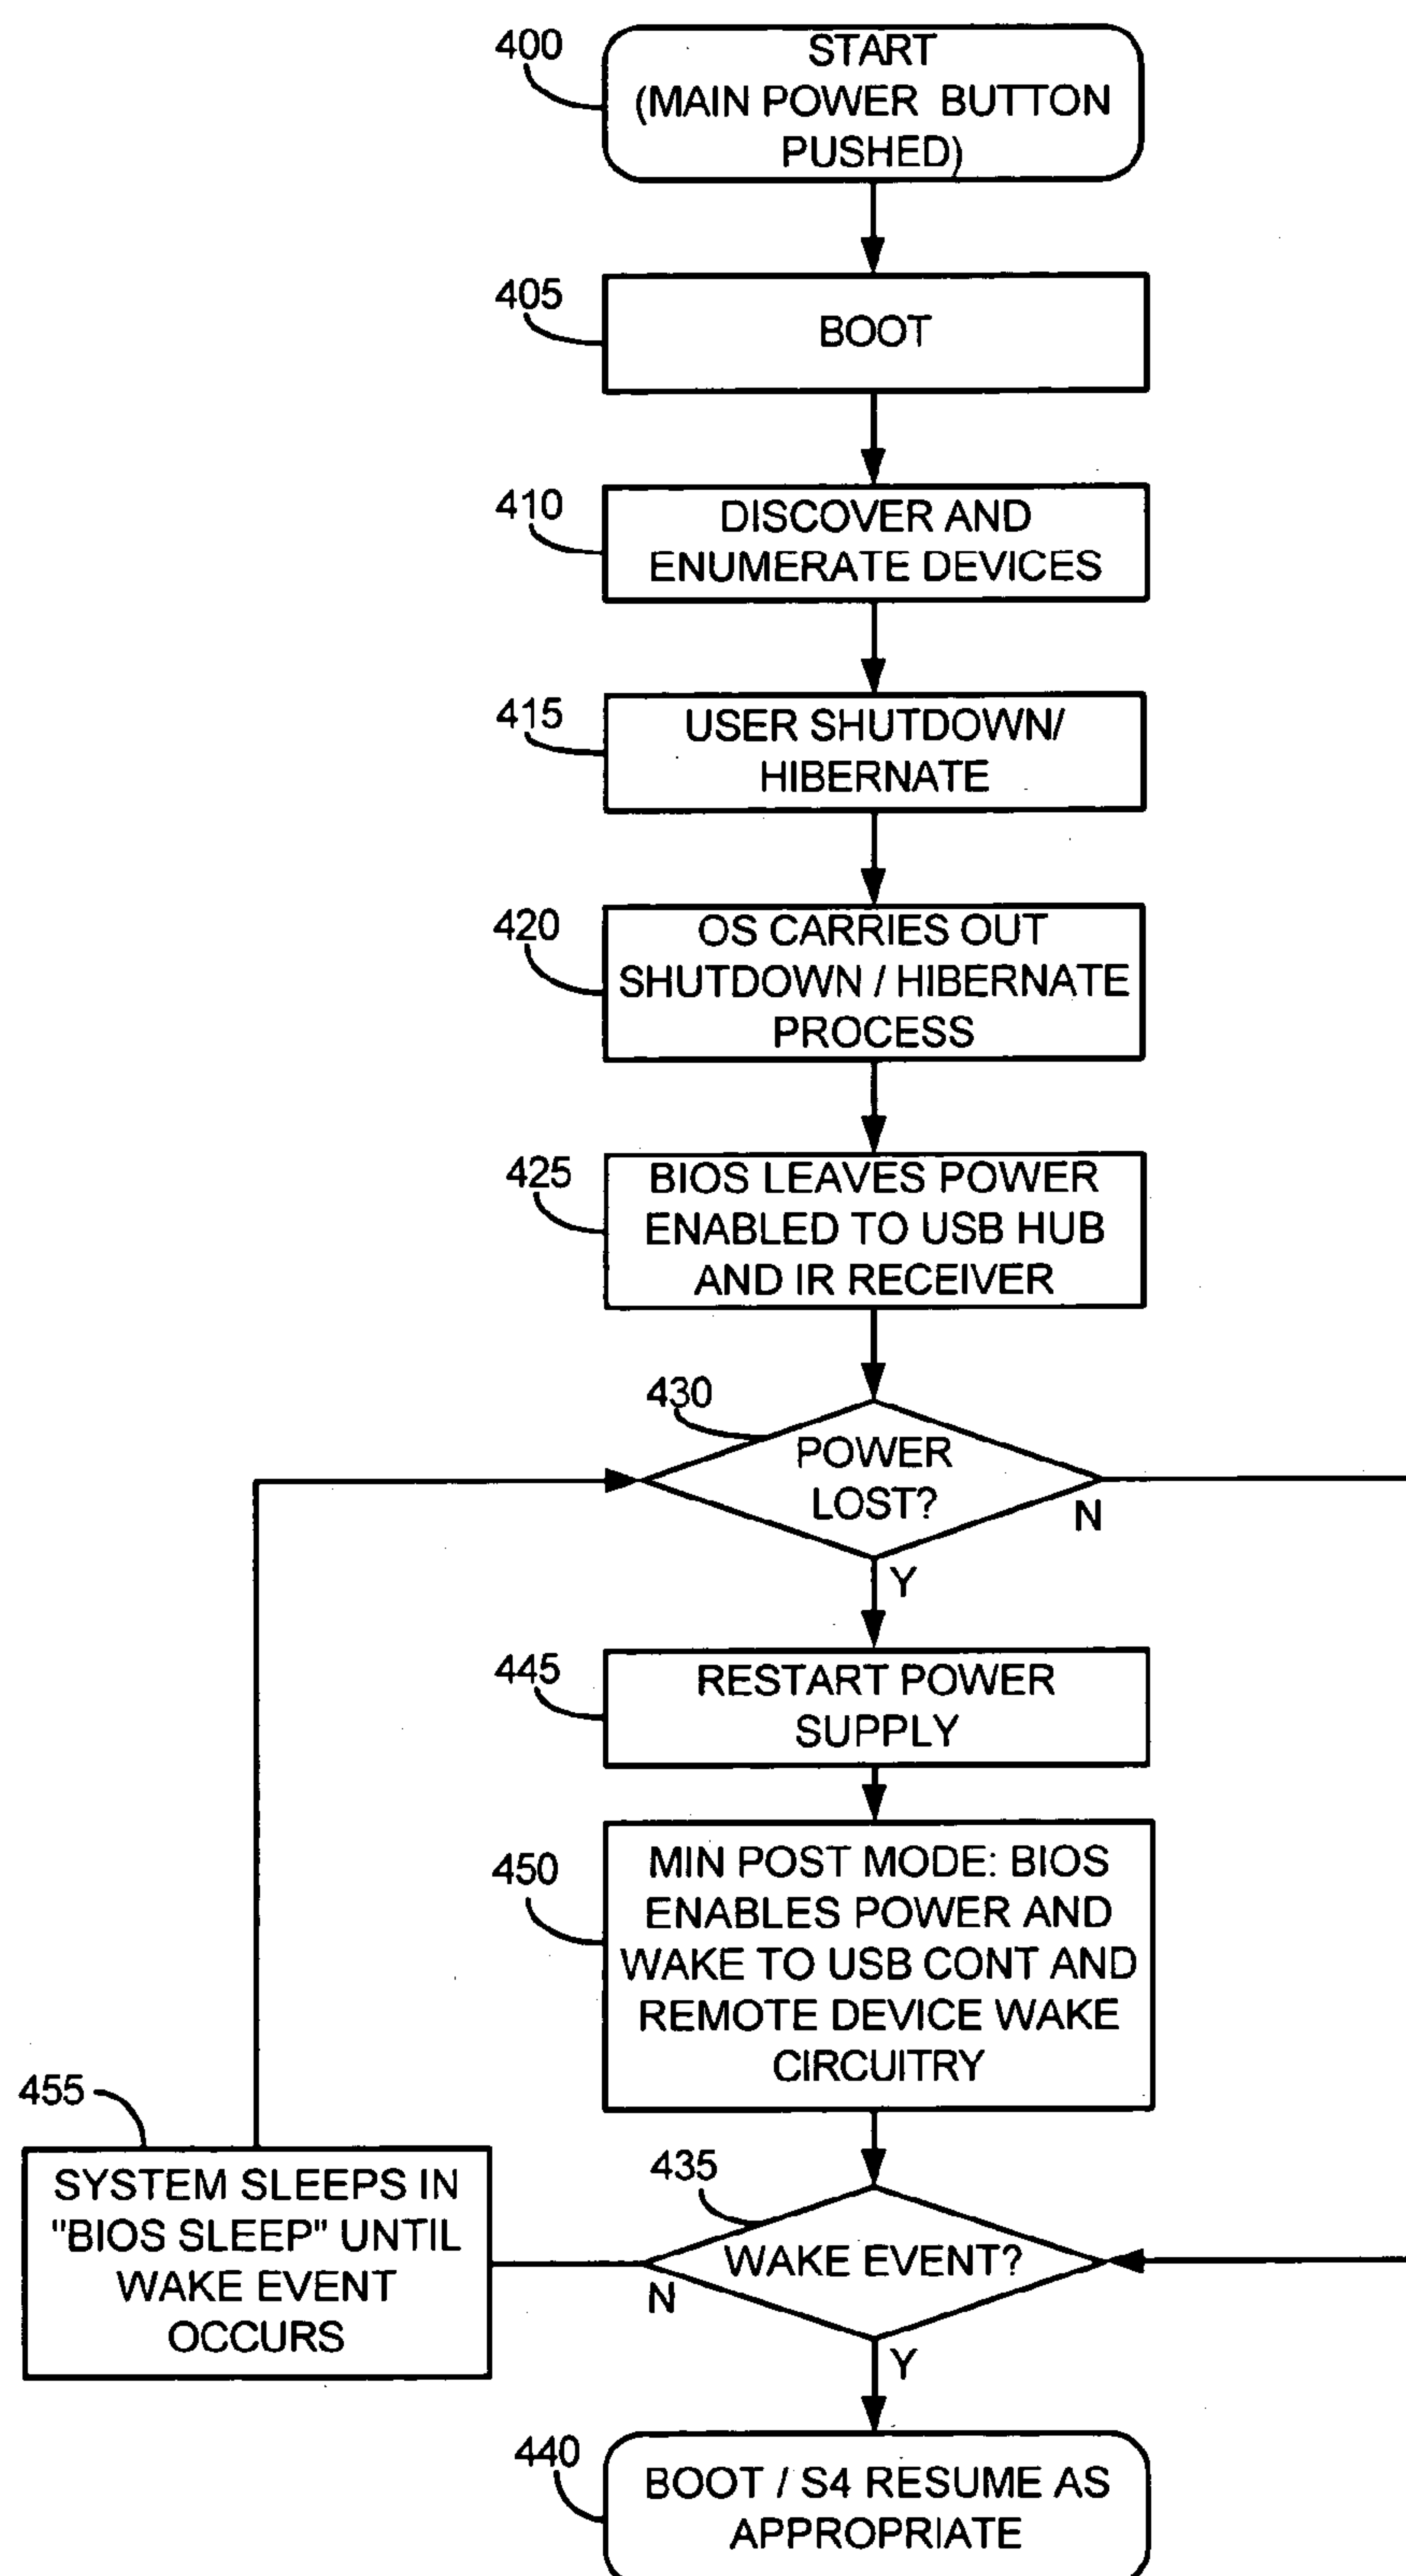 400
START
(MAIN POWER BUTTON
PUSHED)
405
BOOT
410
DISCOVER AND
ENUMERATE DEVICES
415
USER SHUTDOWN/
HIBERNATE
420
OS CARRIES OUT
SHUTDOWN / HIBERNATE
PROCESS
425
BIOS LEAVES POWER
ENABLED TO USB HUB
AND IR RECEIVER
430
POWER
LOST?
N
Y
445
RESTART POWER
SUPPLY
450
MIN POST MODE: BIOS
ENABLES POWER AND
WAKE TO USB CONT AND
REMOTE DEVICE WAKE
CIRCUITRY
455
SYSTEM SLEEPS IN
"BIOS SLEEP" UNTIL
WAKE EVENT
OCCURS
435
WAKE EVENT?
N
Y
440
BOOT / S4 RESUME AS
APPROPRIATE